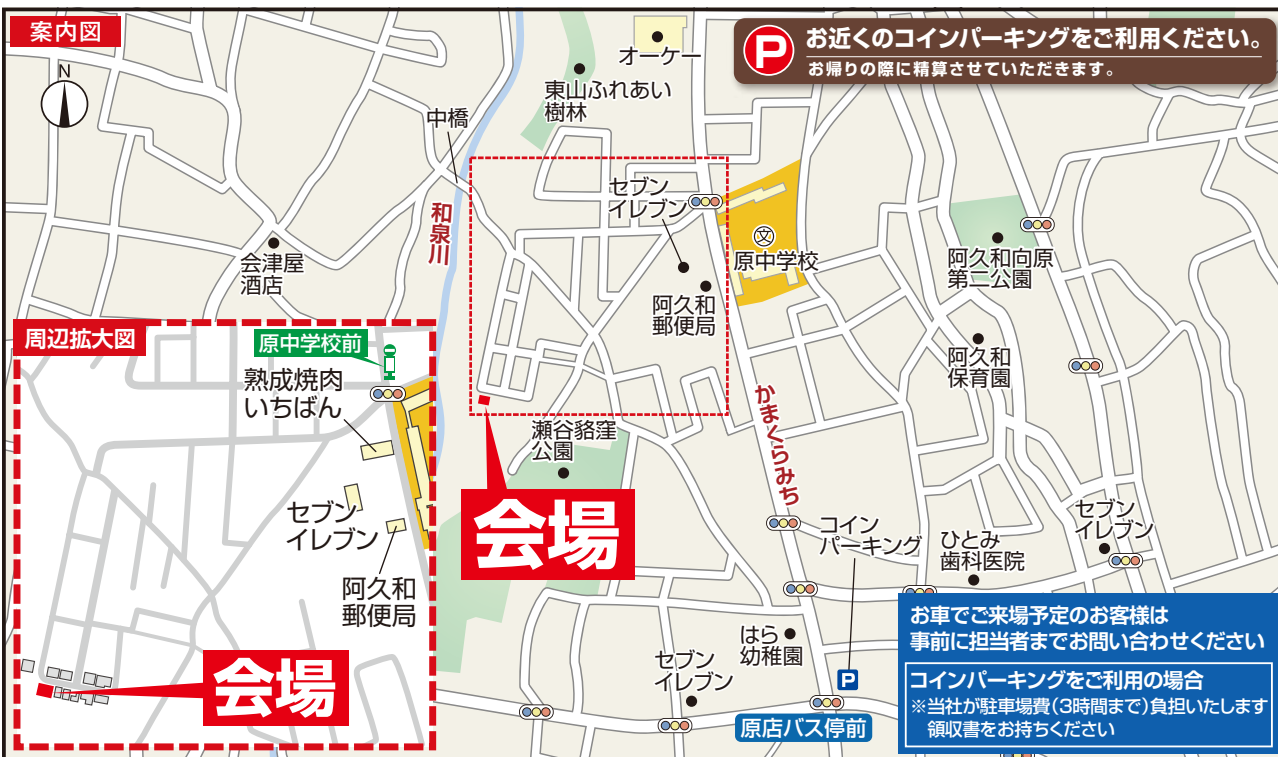 案内図
N
オーケー
P
お近くのコインパーキングをご利用ください。
お帰りの際に精算させていただきます。
東山ふれあい
樹林
中橋
セブン
イレブン
文
原中学校
和泉川
会津屋
酒店
阿久和
郵便局
阿久和向原
第二公園
阿久和
保育園
周辺拡大図
原中学校前
熟成焼肉
いちばん
セブン
イレブン
阿久和
郵便局
会場
瀬谷貉窪
公園
かまくらみち
会場
コイン
パーキング
ひとみ
歯科医院
セブン
イレブン
はら
幼稚園
セブン
イレブン
P
原店バス停前
お車でご来場予定のお客様は
事前に担当者までお問い合わせください
コインパーキングをご利用の場合
※当社が駐車場費(3時間まで)負担いたします
領収書をお持ちください